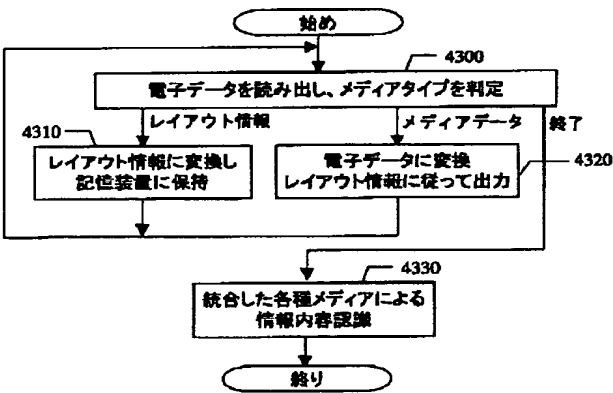 始め
4300
電子データを読み出し、メディアタイプを判定
レイアウト情報
メディアデータ
終了
4310
レイアウト情報に変換し
記憶装置に保持
電子データに変換
レイアウト情報に従って出力
4320
4330
統合した各種メディアによる
情報内容認識
終り